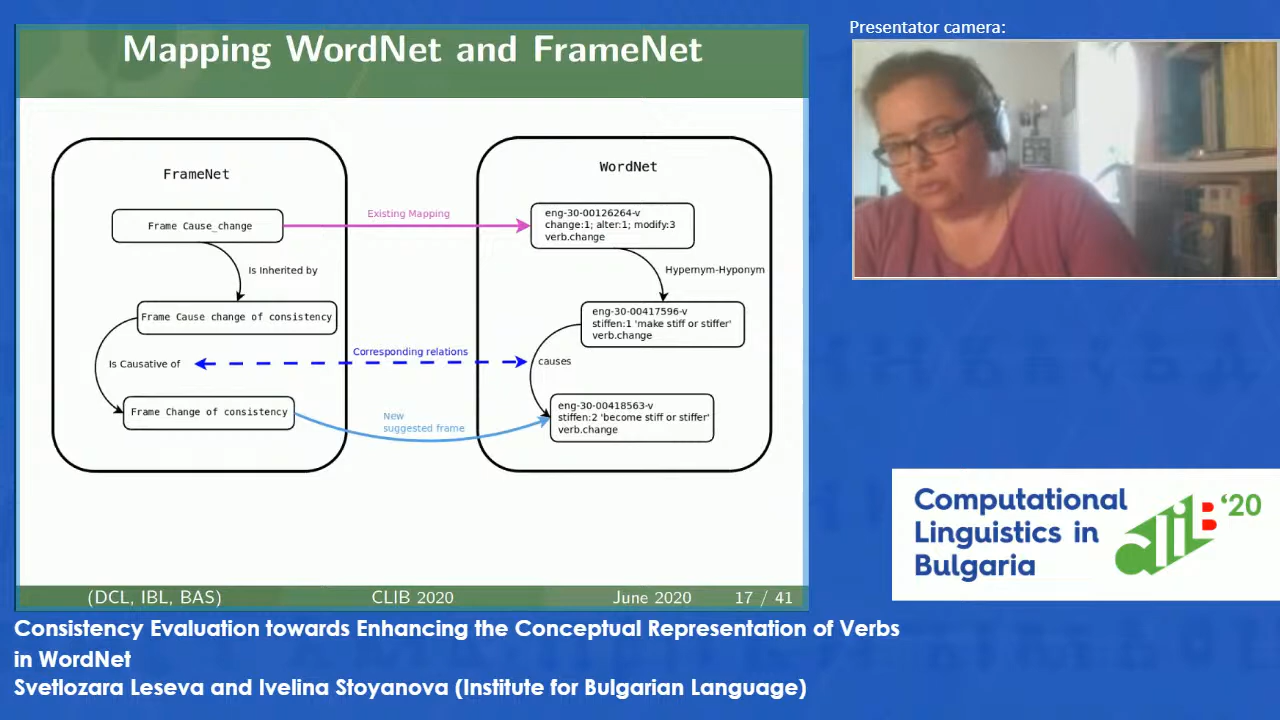 Mapping WordNet and FrameNet
Presentator camera:
FrameNet
WordNet
Frame Cause_change
Existing Mapping
eng-30-00126264-v
change:1; alter:1; modify:3
verb.change
Is Inherited by
Hypernym-Hyponym
Frame Cause change of consistency
eng-30-00417596-v
stiffen:1 'make stiff or stiffer'
verb.change
Is Causative of
Corresponding relations
causes
Frame Change of consistency
New
suggested frame
eng-30-00418563-v
stiffen:2 'become stiff or stiffer'
verb.change
(DCL, IBL, BAS)
CLIB 2020
June 2020
17 / 41
Computational
Linguistics in
Bulgaria
CLIB '20
Consistency Evaluation towards Enhancing the Conceptual Representation of Verbs
in WordNet
Svetlozara Leseva and Ivelina Stoyanova (Institute for Bulgarian Language)